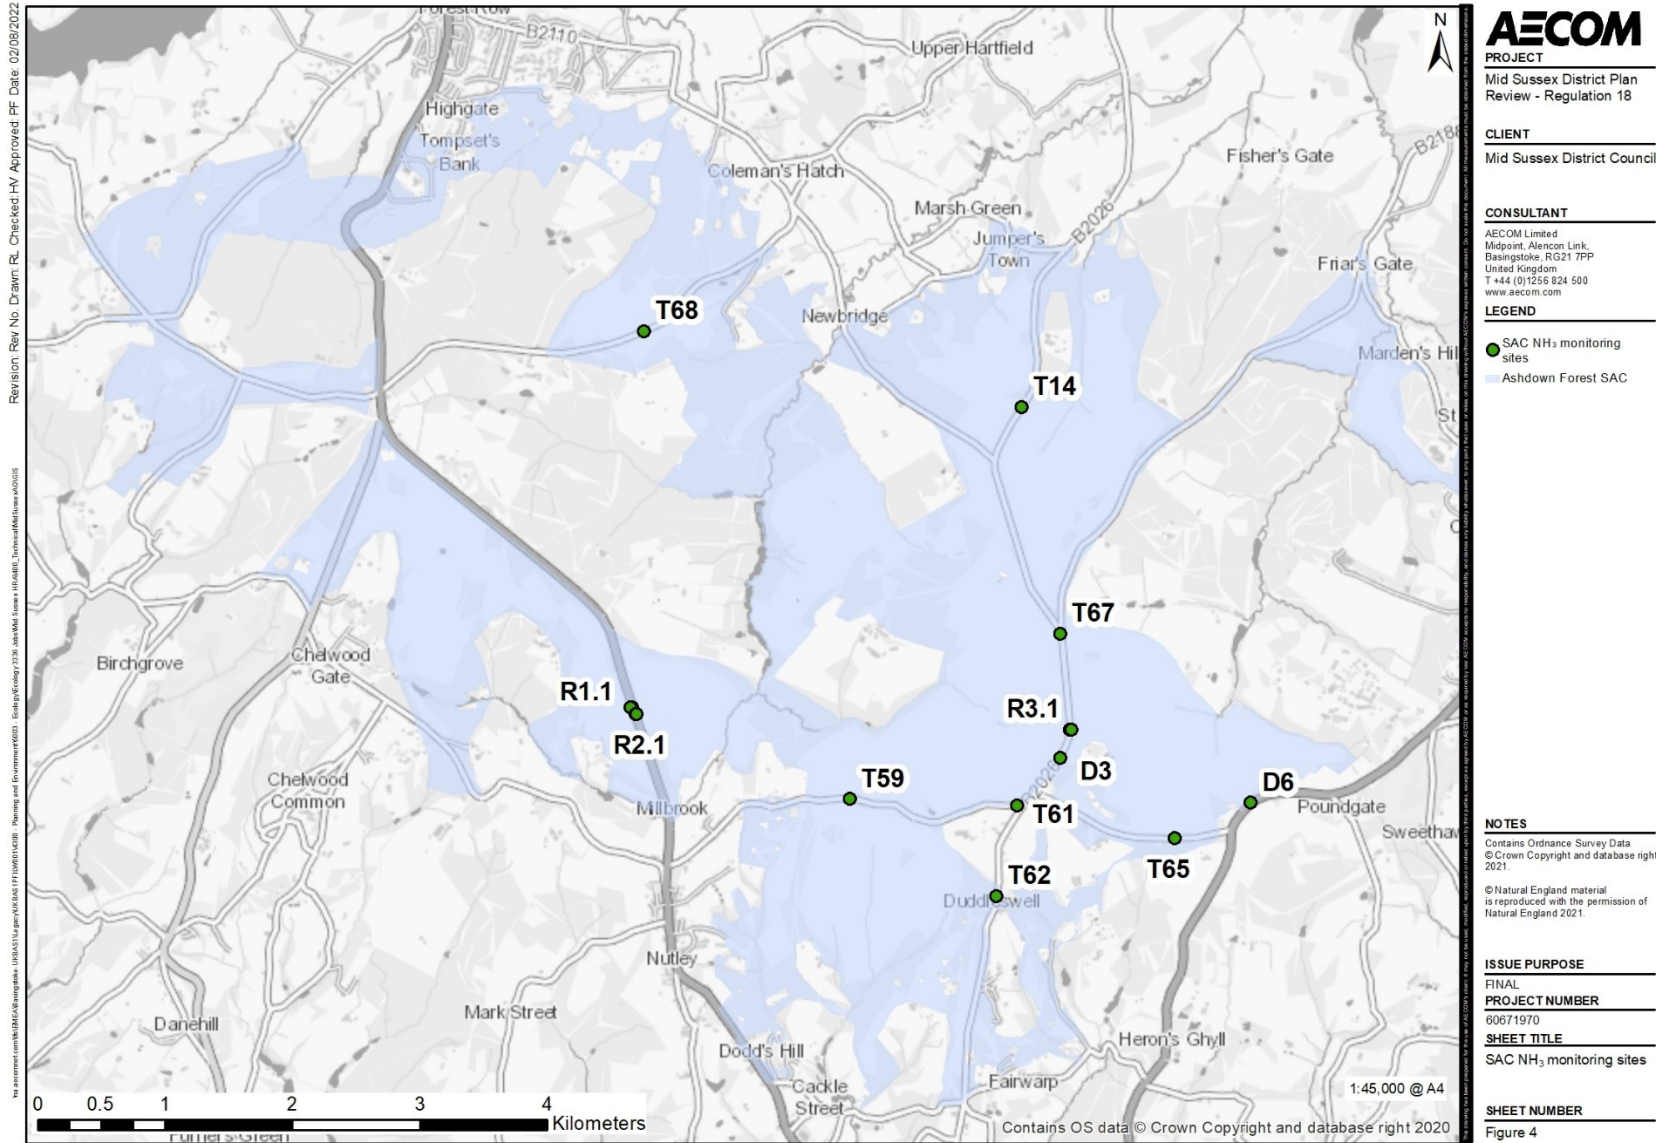 Revision: Rev No. Drawn: RL Checked: HV Approved: PF Date: 02/08/2022
Forest Row
B2110
Upper Hartfield
N
Highgate
Tompset's
Bank
Coleman's Hatch
Fisher's Gate
B2188
Marsh Green
Jumper's
Town
B2026
Friar's Gate
T68
Newbridge
Marden's Hil
T14
St
T67
Birchgrove
Chelwood
Gate
R1.1
R2.1
R3.1
D3
B2026
T59
D6
Chelwood
Common
Millbrook
T61
Poundgate
Sweethaw
T65
T62
Duddleswell
Nutley
Mark Street
Danehill
Heron's Ghyll
Dodd's Hill
Fairwarp
Cackle
Street
1:45,000 @ A4
0 0.5 1 2 3 4
Kilometers
Furner's Green
Contains OS data © Crown Copyright and database right 2020
AECOM
PROJECT
Mid Sussex District Plan
Review - Regulation 18
CLIENT
Mid Sussex District Council
CONSULTANT
AECOM Limited
Midpoint, Alencon Link,
Basingstoke, RG21 7PP
United Kingdom
T +44 (0)1256 824 500
www.aecom.com
LEGEND
SAC NH₃ monitoring
sites
Ashdown Forest SAC
NOTES
Contains Ordnance Survey Data
© Crown Copyright and database right
2021.
© Natural England material
is reproduced with the permission of
Natural England 2021.
ISSUE PURPOSE
FINAL
PROJECT NUMBER
60671970
SHEET TITLE
SAC NH₃ monitoring sites
SHEET NUMBER
Figure 4